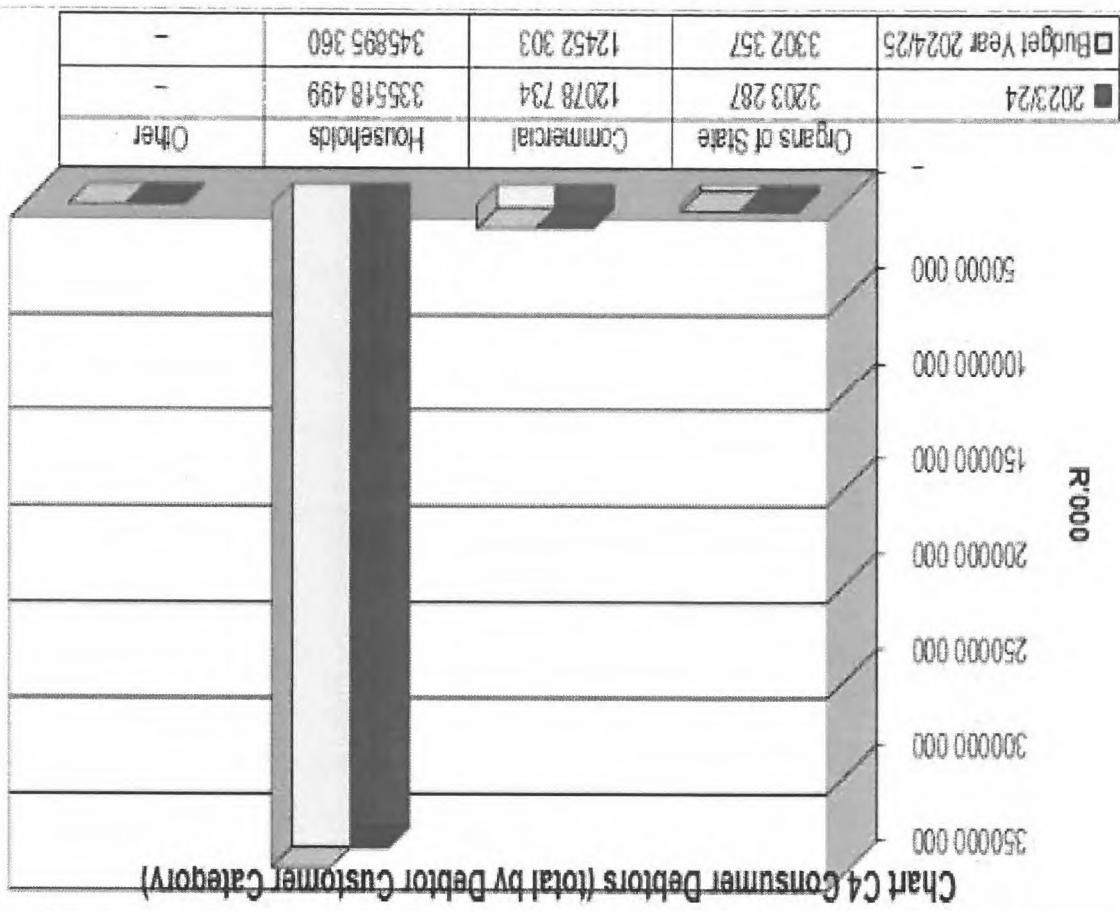 Chart C4 Consumer Debtors (total by Debtor Customer Category)
R'000
350000 000
300000 000
250000 000
200000 000
150000 000
100000 000
50000 000
–
Organs of State Commercial Households Other
2023/24 3203 287 12078 734 335518 499 –
Budget Year 2024/25 3302 357 12452 303 345895 360 –